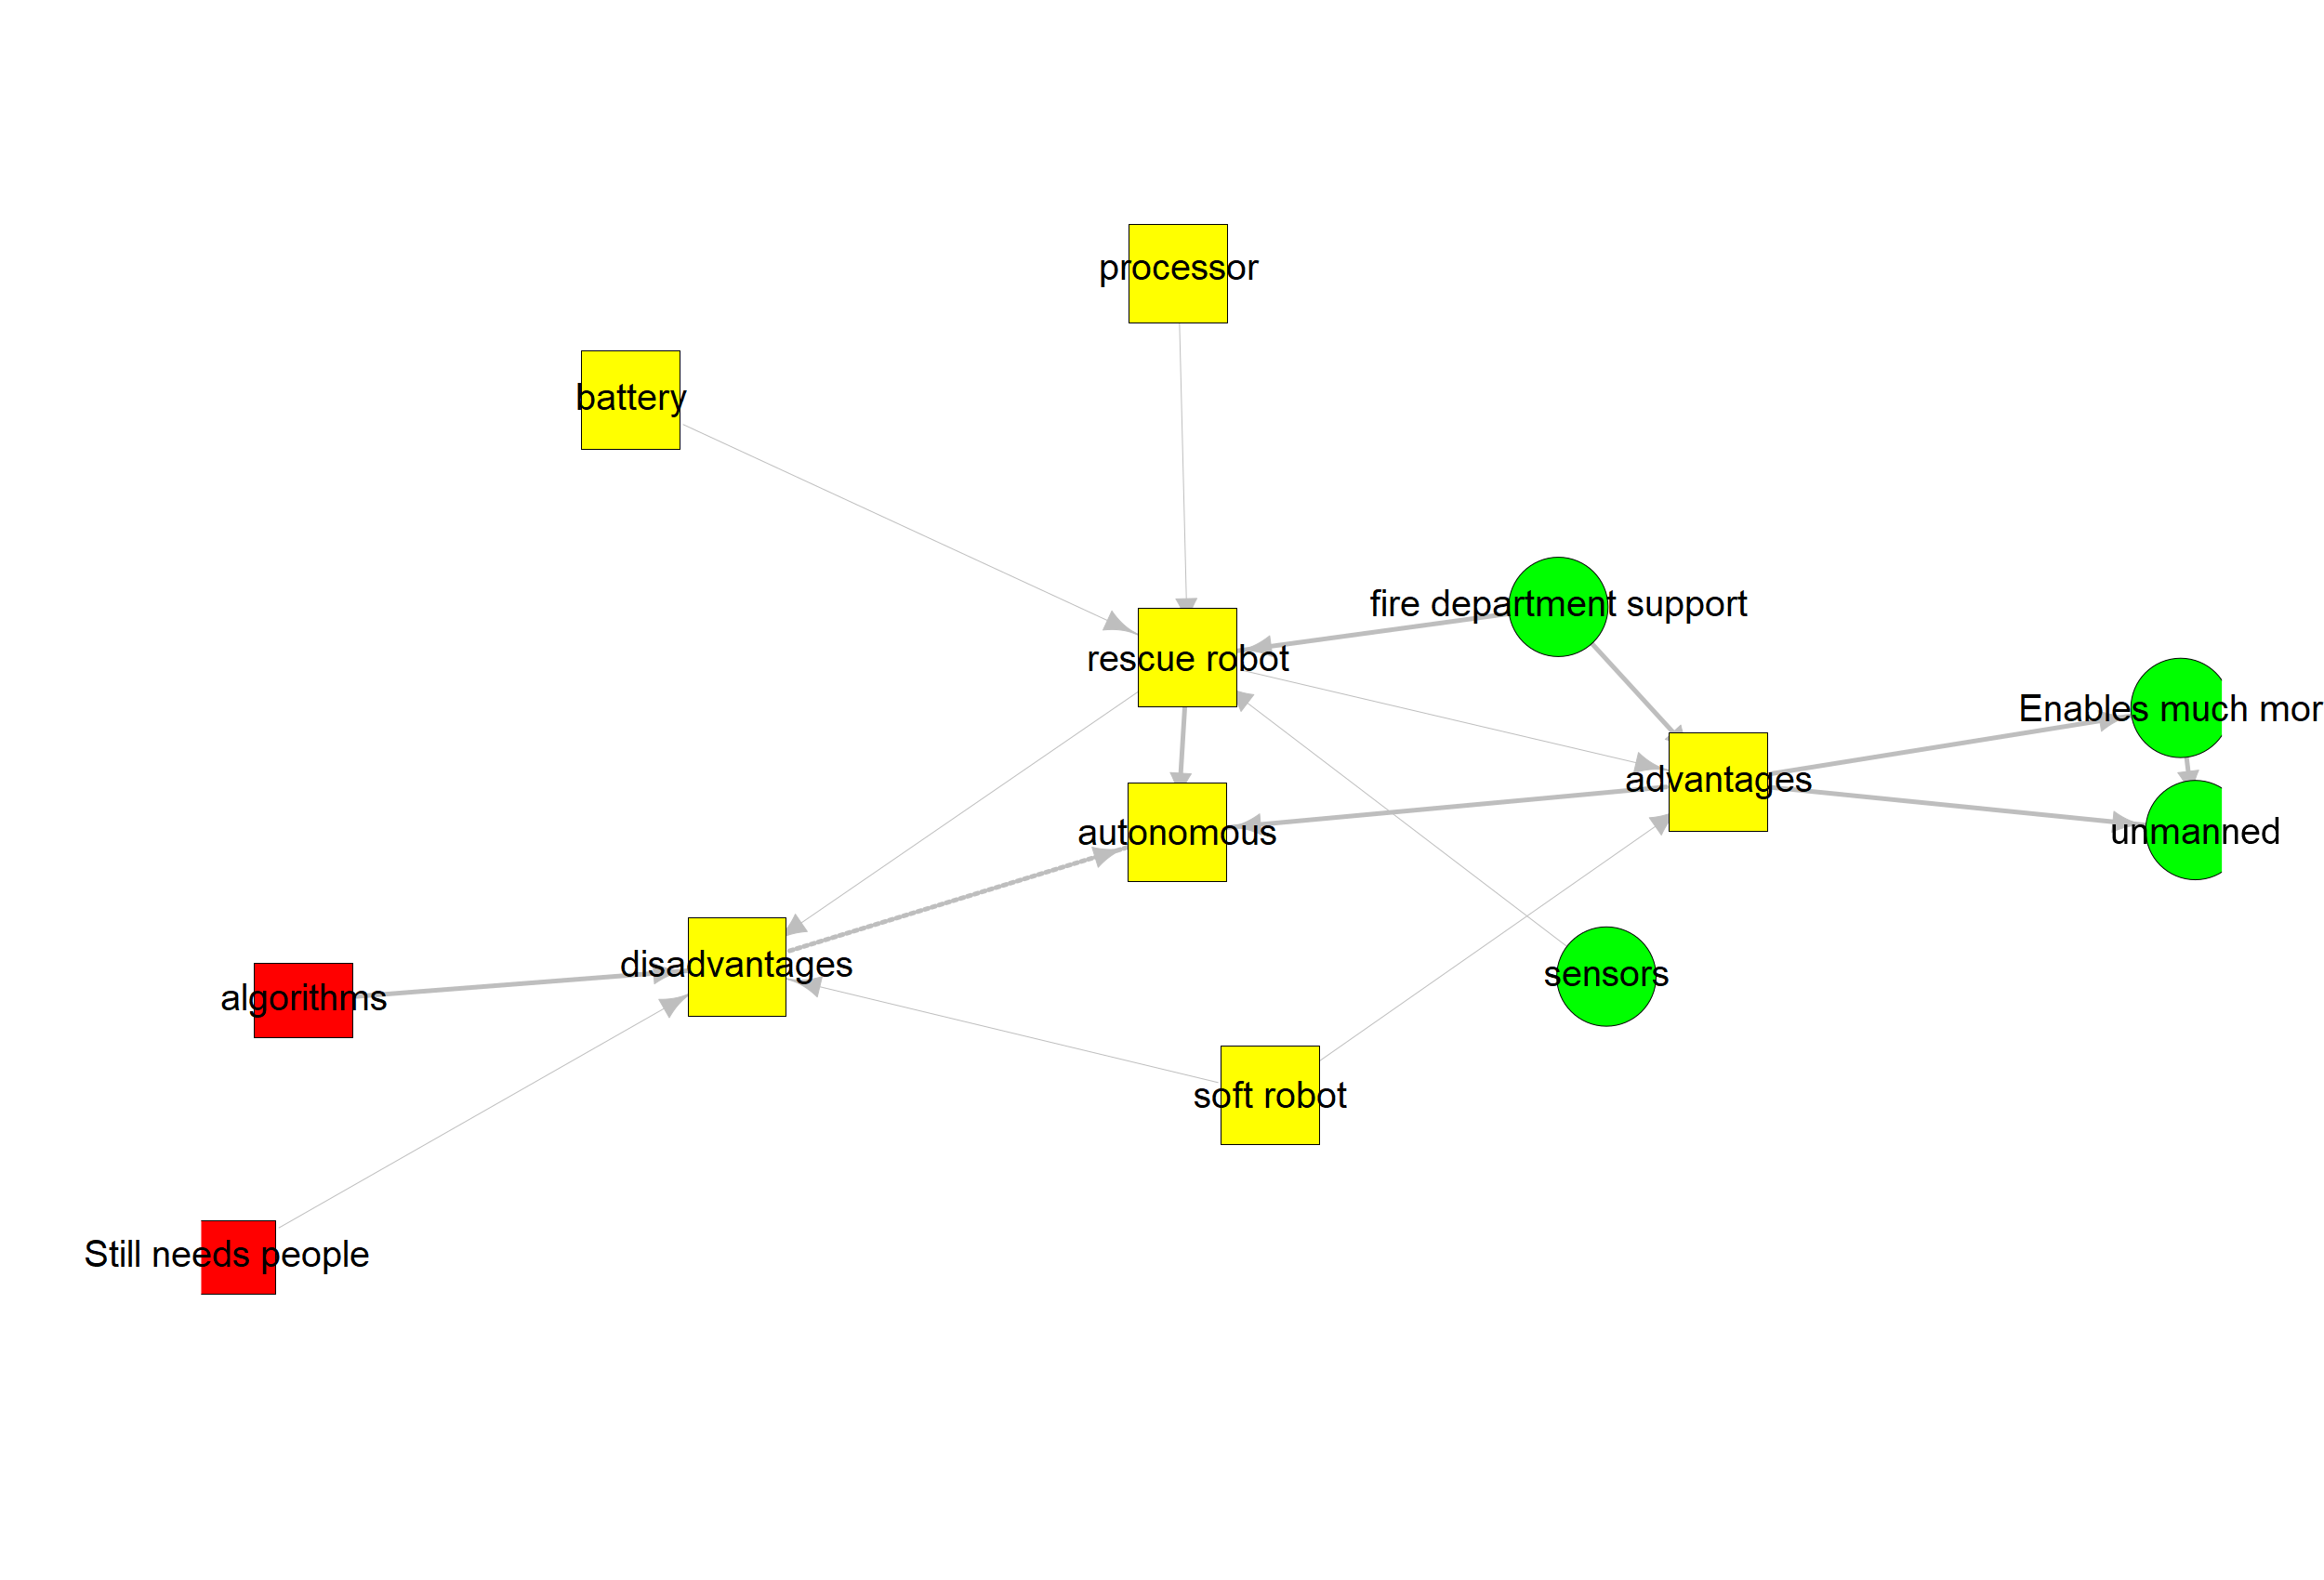 processor
battery
fire department support
rescue robot
Enables much mor
advantages
autonomous
unmanned
disadvantages
sensors
algorithms
soft robot
Still needs people